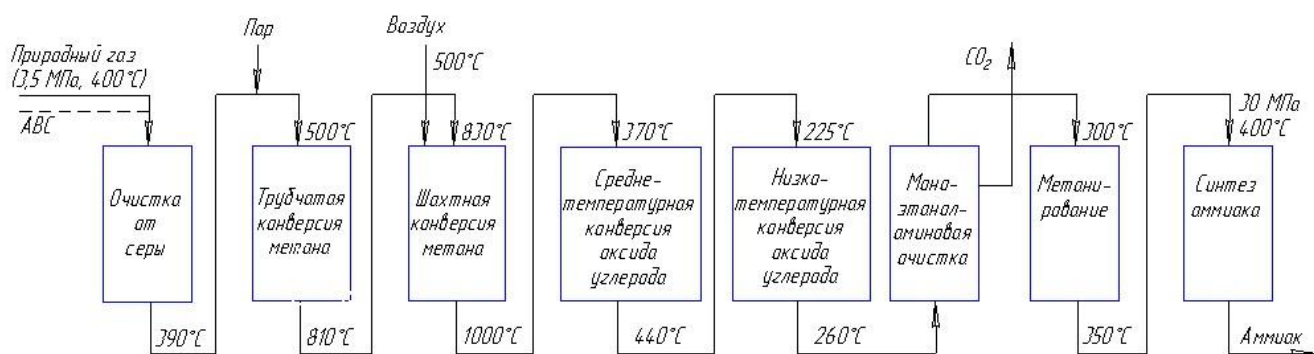 Пар
Воздух
Природный газ
(3,5 МПа, 400°С)
АВС
500°С
СО₂
30 МПа
400°С
500°С
830°С
370°С
225°С
300°С
Очистка
от
серы
Трубчатая
конверсия
метана
Шахтная
конверсия
метана
Средне-
температурная
конверсия
оксида
углерода
Низко-
температурная
конверсия
оксида
углерода
Моно-
этанол-
аминовая
очистка
Метани-
рование
Синтез
аммиака
390°С
810°С
1000°С
440°С
260°С
350°С
Аммиак